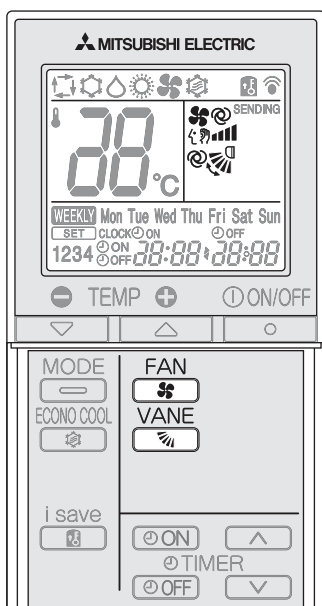 MITSUBISHI ELECTRIC
SENDING
88 °C
WEEKLY Mon Tue Wed Thu Fri Sat Sun
SET CLOCK ON OFF
1234 ON OFF 88:88 88:88
TEMP ON/OFF
MODE FAN
ECONO COOL VANE
i save
ON
TIMER
OFF